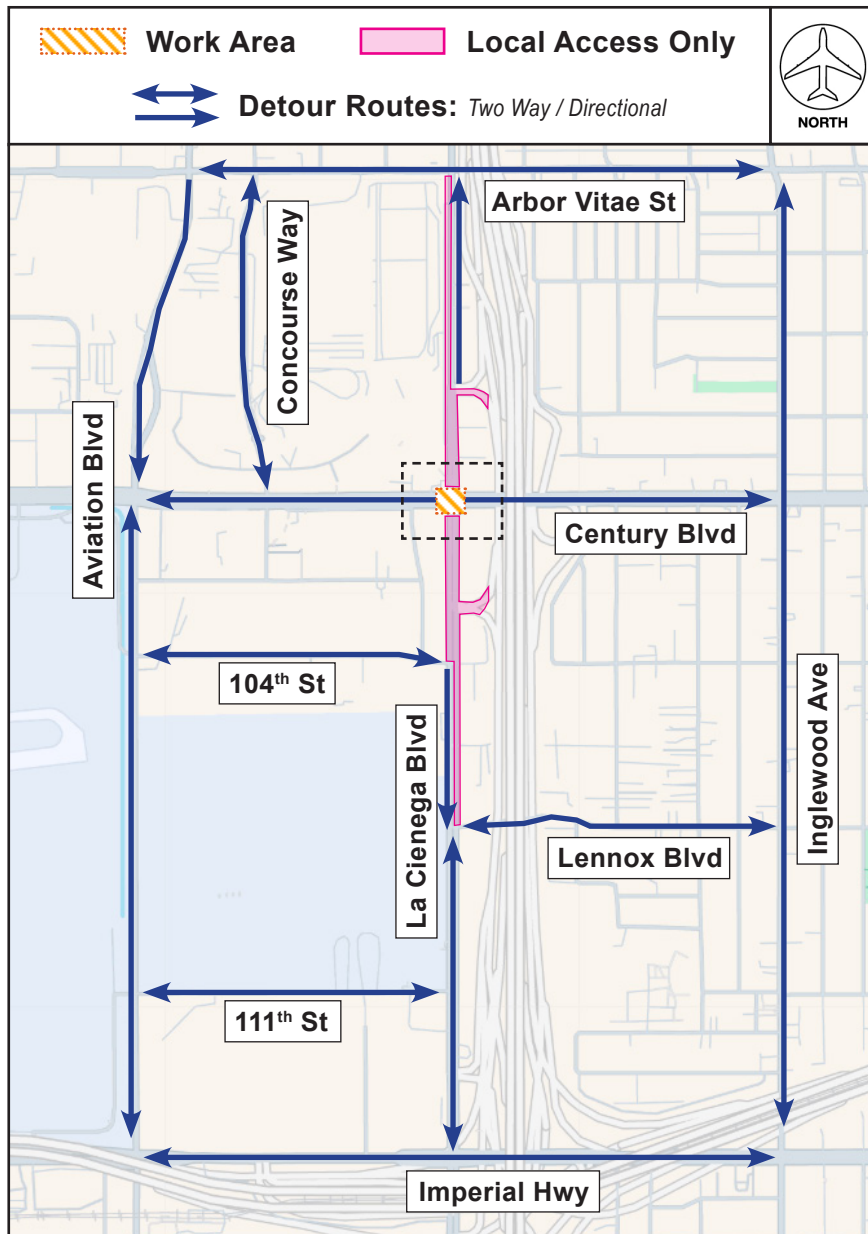 Work Area
Local Access Only
Detour Routes: Two Way / Directional
NORTH
Arbor Vitae St
Concourse Way
Aviation Blvd
Century Blvd
104th St
La Cienega Blvd
Inglewood Ave
Lennox Blvd
111th St
Imperial Hwy